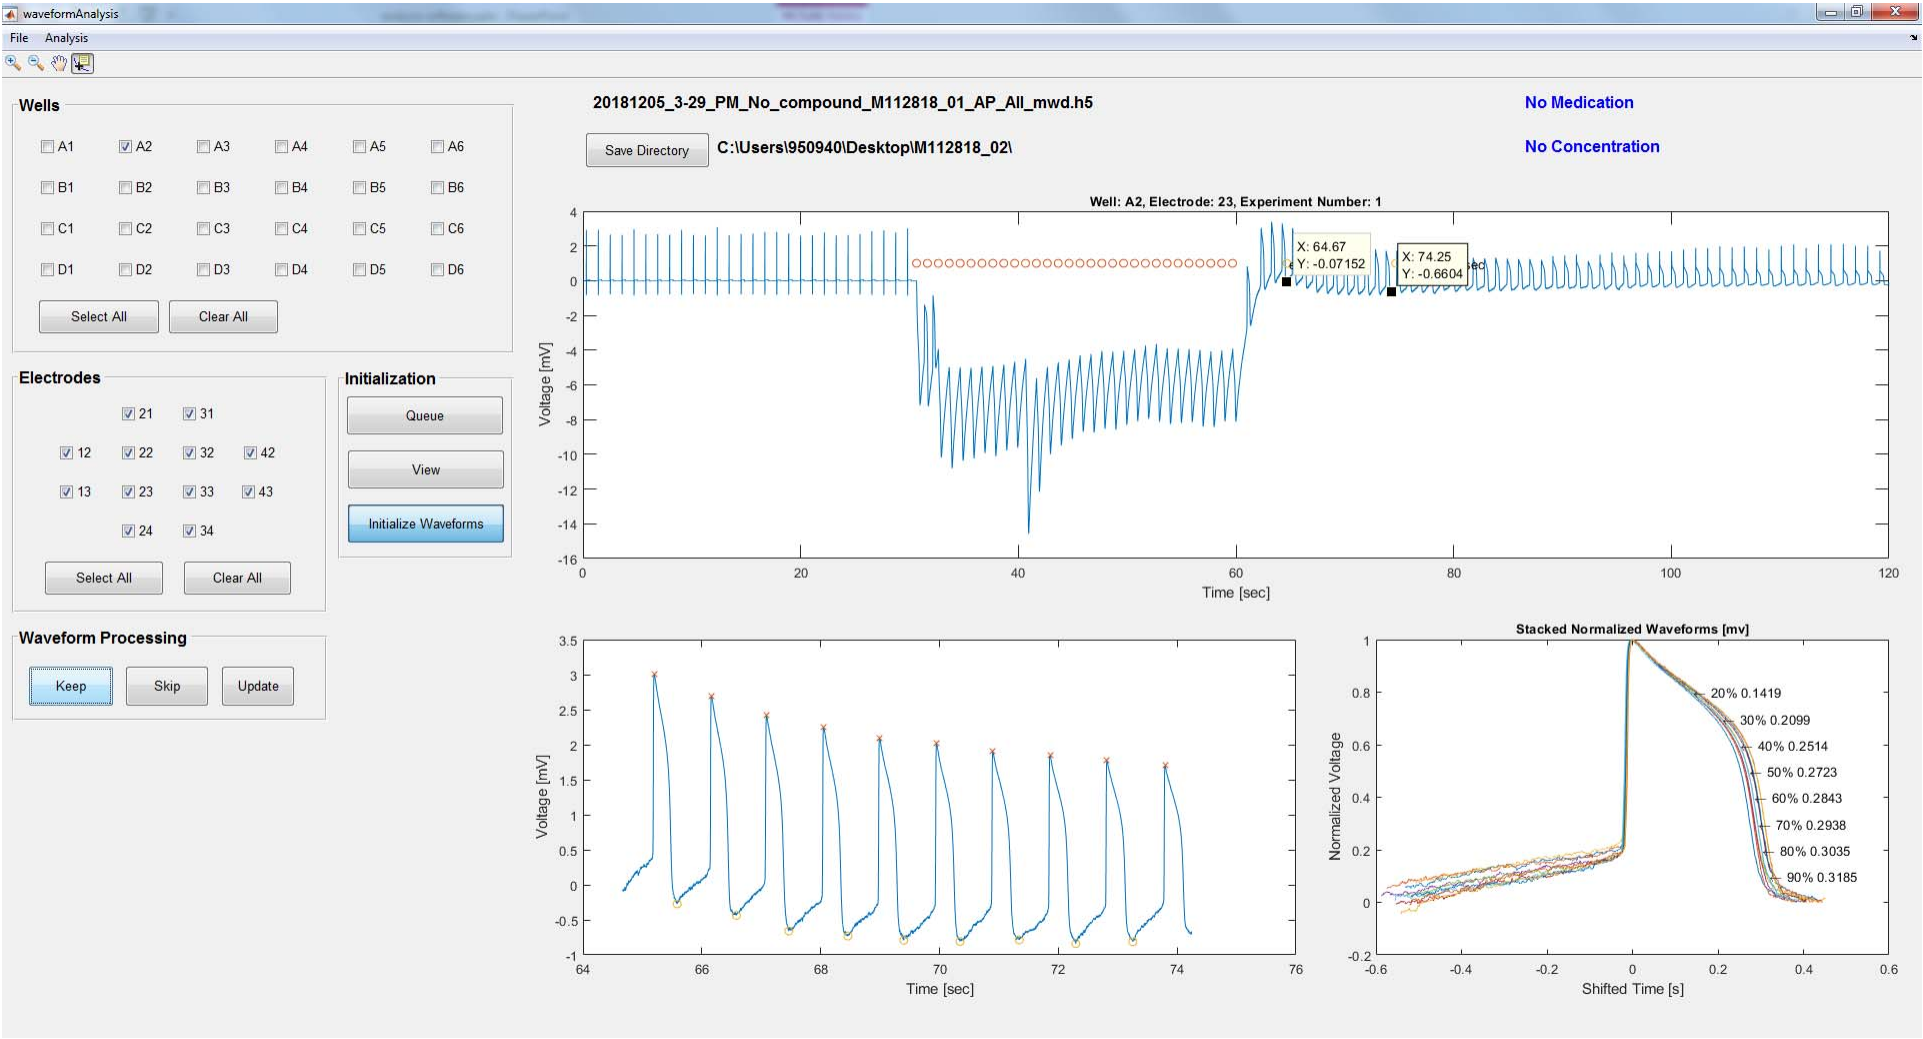 waveformAnalysis
File Analysis
Wells
A1 A2 A3 A4 A5 A6
B1 B2 B3 B4 B5 B6
C1 C2 C3 C4 C5 C6
D1 D2 D3 D4 D5 D6
Select All Clear All
Electrodes
21 31
12 22 32 42
13 23 33 43
24 34
Select All Clear All
Initialization
Queue
View
Initialize Waveforms
Waveform Processing
Keep Skip Update
20181205_3-29_PM_No_compound_M112818_01_AP_All_mwd.h5
No Medication
Save Directory C:\Users\950940\Desktop\M112818_02\
No Concentration
Well: A2, Electrode: 23, Experiment Number: 1
4
2
0
-2
-4
-6
-8
-10
-12
-14
-16
Voltage [mV]
X: 64.67
Y: -0.07152
X: 74.25
Y: -0.6604
sec
0 20 40 60 80 100 120
Time [sec]
3.5
3
2.5
2
1.5
1
0.5
0
-0.5
-1
Voltage [mV]
64 66 68 70 72 74 76
Time [sec]
Stacked Normalized Waveforms [mv]
1
0.8
0.6
0.4
0.2
0
-0.2
Normalized Voltage
20% 0.1419
30% 0.2099
40% 0.2514
50% 0.2723
60% 0.2843
70% 0.2938
80% 0.3035
90% 0.3185
-0.6 -0.4 -0.2 0 0.2 0.4 0.6
Shifted Time [s]